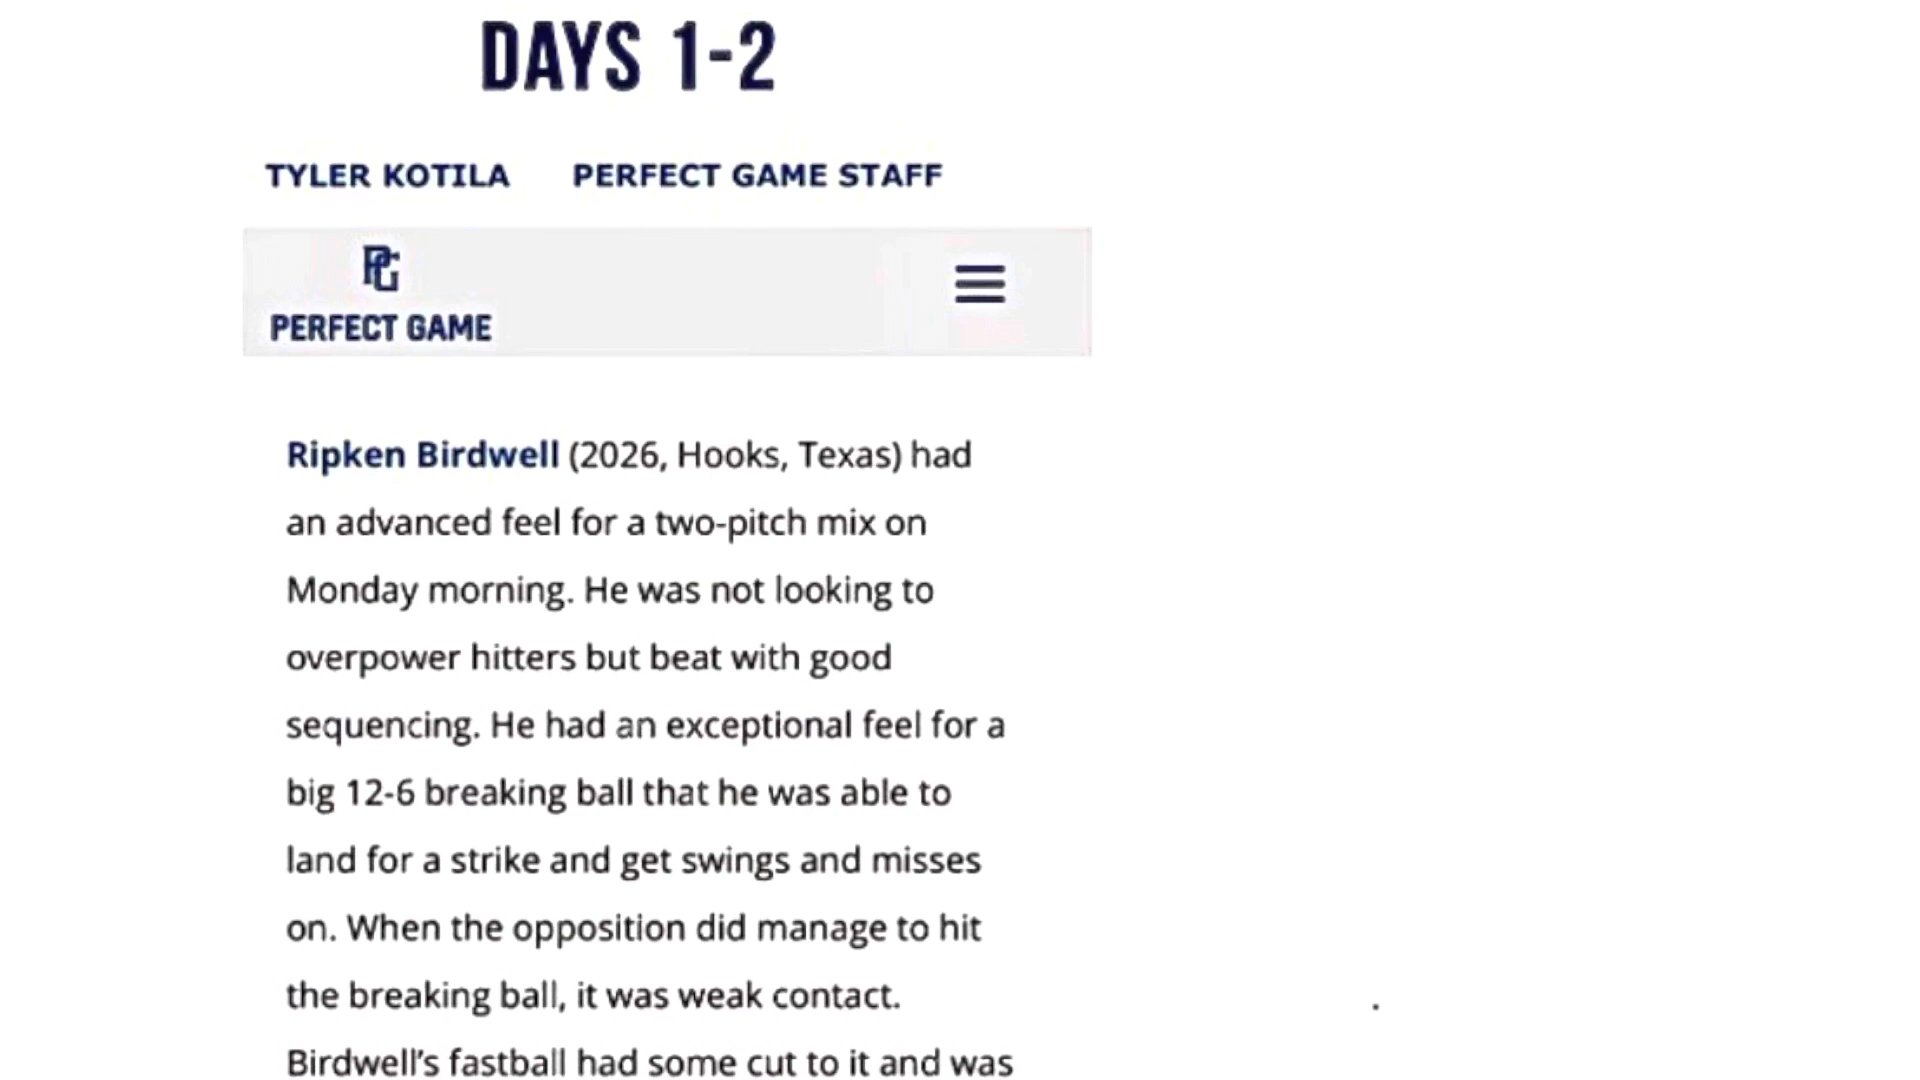 DAYS 1-2
TYLER KOTILA PERFECT GAME STAFF
PG
PERFECT GAME
Ripken Birdwell (2026, Hooks, Texas) had
an advanced feel for a two-pitch mix on
Monday morning. He was not looking to
overpower hitters but beat with good
sequencing. He had an exceptional feel for a
big 12-6 breaking ball that he was able to
land for a strike and get swings and misses
on. When the opposition did manage to hit
the breaking ball, it was weak contact.
Birdwell’s fastball had some cut to it and was